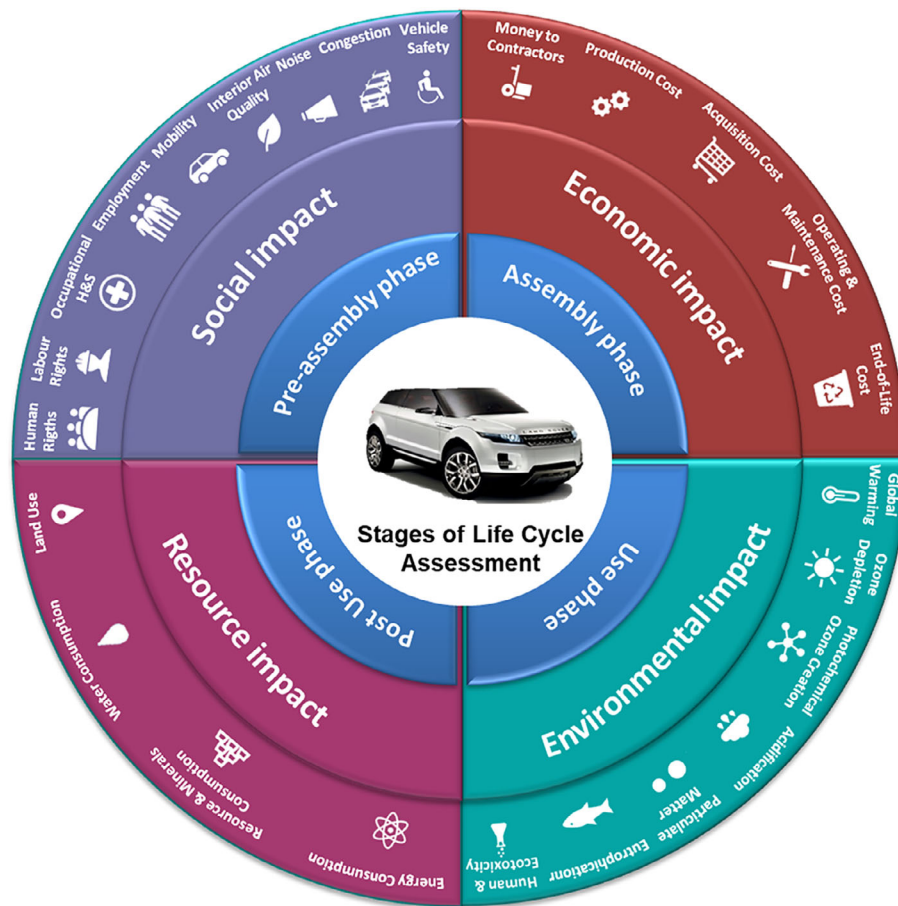 Human
Rigths
Labour
Rights
Occupational
H&S
Employment
Mobility
Interior Air
Quality
Noise
Congestion
Vehicle
Safety
Money to
Contractors
Production Cost
Acquisition Cost
Operating &
Maintenance Cost
End-of-Life
Cost
Social impact
Economic impact
Pre-assembly phase
Assembly phase
Stages of Life Cycle
Assessment
Post Use phase
Use phase
Resource impact
Environmental impact
Land Use
Water Consumption
Resource & Minerals
Consumption
Energy Consumption
Global
Warming
Ozone
Depletion
Photochemical
Ozone Creation
Acidification
Particulate
Matter
Eutrophicationr
Human &
Ecotoxicity